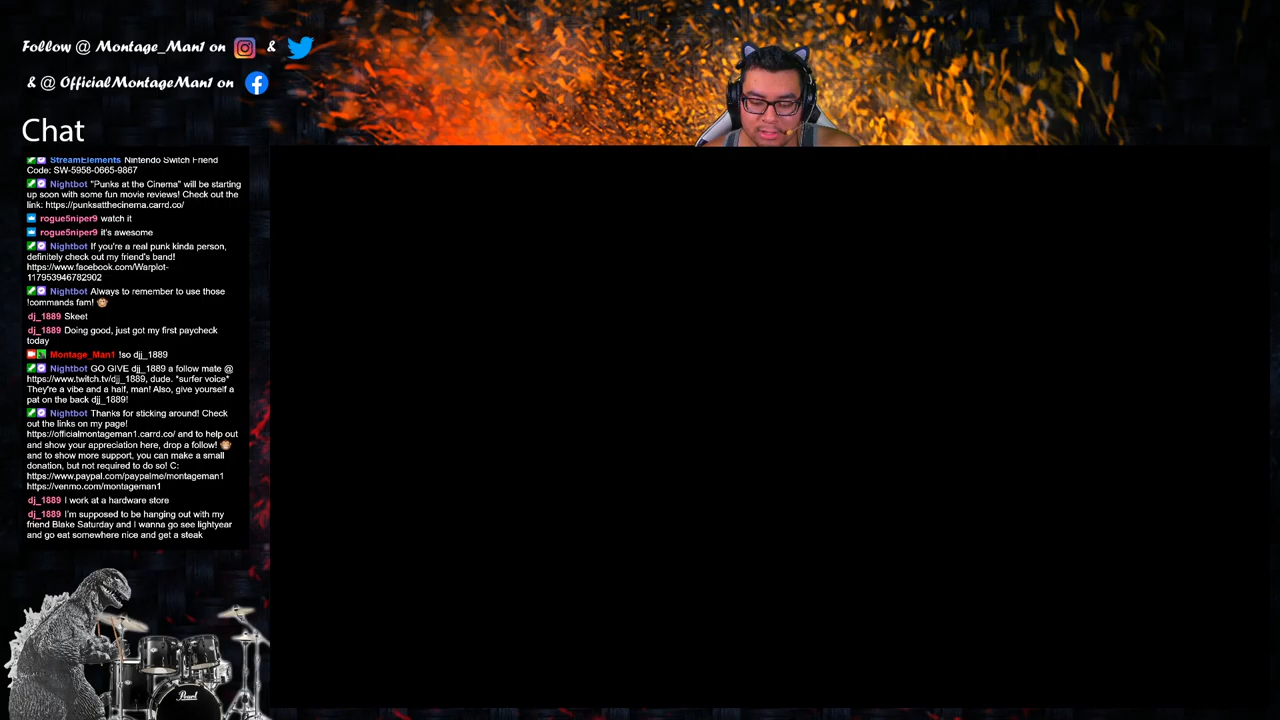 Follow @ Montage_Man1 on &
& @ OfficialMontageMan1 on
Chat
StreamElements Nintendo Switch Friend
Code: SW-5958-0665-9867
Nightbot "Punks at the Cinema" will be starting
up soon with some fun movie reviews! Check out the
link: https://punksatthecinema.carrd.co/
rogue5niper9 watch it
rogue5niper9 it's awesome
Nightbot If you're a real punk kinda person,
definitely check out my friend's band!
https://www.facebook.com/Warplot-
117953946782902
Nightbot Always to remember to use those
!commands fam!
dj_1889 Skeet
dj_1889 Doing good, just got my first paycheck
today
Montage_Man1 !so djj_1889
Nightbot GO GIVE djj_1889 a follow mate @
https://www.twitch.tv/djj_1889, dude. *surfer voice*
They're a vibe and a half, man! Also, give yourself a
pat on the back djj_1889!
Nightbot Thanks for sticking around! Check
out the links on my page!
https://officialmontageman1.carrd.co/ and to help out
and show your appreciation here, drop a follow!
and to show more support, you can make a small
donation, but not required to do so! C:
https://www.paypal.com/paypalme/montageman1
https://venmo.com/montageman1
dj_1889 I work at a hardware store
dj_1889 I'm supposed to be hanging out with my
friend Blake Saturday and I wanna go see lightyear
and go eat somewhere nice and get a steak
Pearl